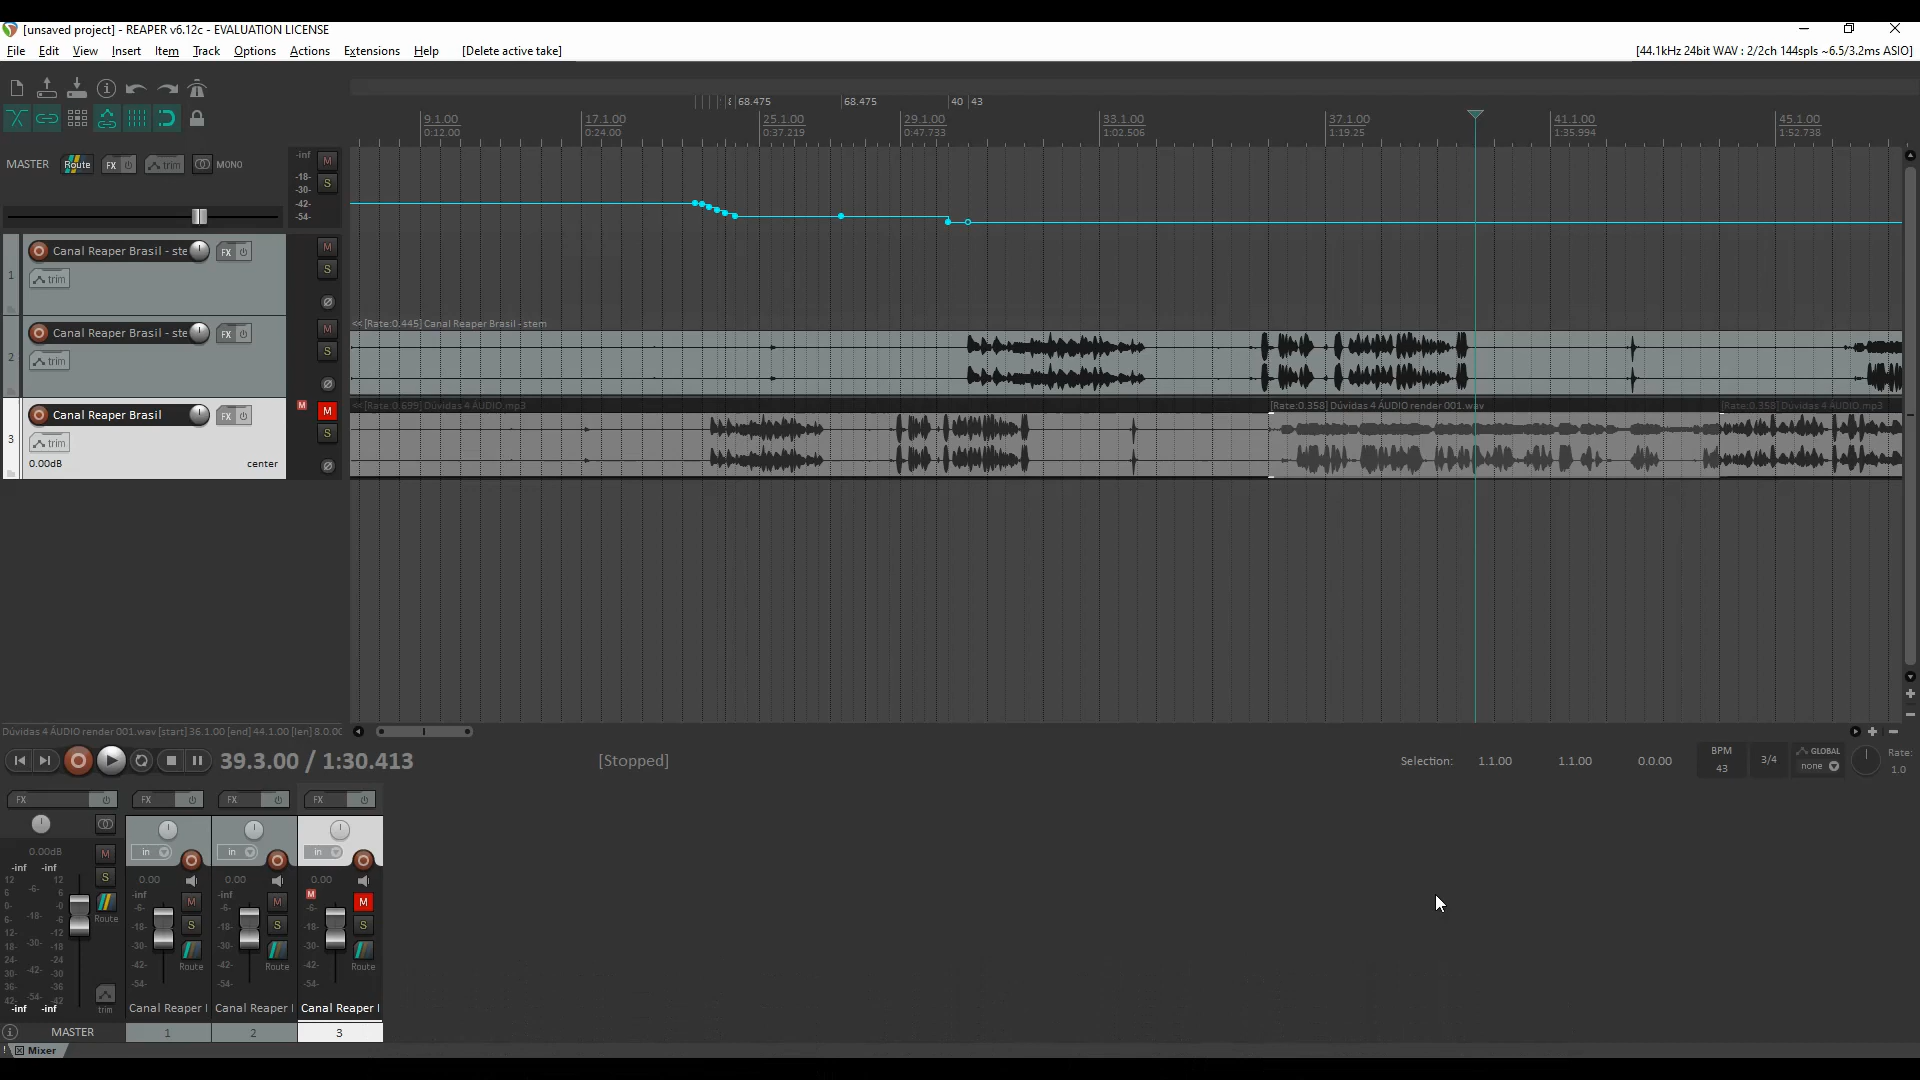 [unsaved project] - REAPER v6.12c - EVALUATION LICENSE
File Edit View Insert Item Track Options Actions Extensions Help [Delete active take] [44.1kHz 24bit WAV : 2/2ch 144spls ~6.5/3.2ms ASIO]
68.475 68.475 40 43
9.1.00 17.1.00 25.1.00 29.1.00 33.1.00 37.1.00 41.1.00 45.1.00
0:12.00 0:24.00 0:37.219 0:47.733 1:02.506 1:19.25 1:35.994 1:52.738
MASTER Route FX trim MONO
-inf M
-18- S
-30-
-42-
-54-
1 Canal Reaper Brasil - ste FX M
trim S
<<[Rate:0.445] Canal Reaper Brasil - stem
2 Canal Reaper Brasil - ste FX M
trim S
<<[Rate:0.699] Dúvidas 4 ÁUDIO.mp3 [Rate:0.358] Dúvidas 4 ÁUDIO render 001.wav [Rate:0.358] Dúvidas 4 ÁUDIO.mp3
3 Canal Reaper Brasil FX M M
trim S
0.00dB center
Dúvidas 4 ÁUDIO render 001.wav [start] 36.1.00 [end] 44.1.00 [len] 8.0.00
39.3.00 / 1:30.413 [Stopped] Selection: 1.1.00 1.1.00 0.0.00
BPM
43
3/4
GLOBAL
none
Rate:
1.0
FX FX FX FX
in in in
0.00dB 0.00 0.00 0.00
M
-inf -inf -inf -inf -inf
S
M M M M
12 12
6 -6- 6
0- -0
6- -6
12- -18- -12
18- -18
24- -30- -24
30- -30
36- -42- -36
42- -54- -42
-inf -inf
Route
trim
-6- -6- -6-
S S S
-18- -18- -18-
-30- -30- -30-
-42- -42- -42-
-54- -54- -54-
Route Route Route
Canal Reaper Canal Reaper Canal Reaper
MASTER 1 2 3
! Mixer